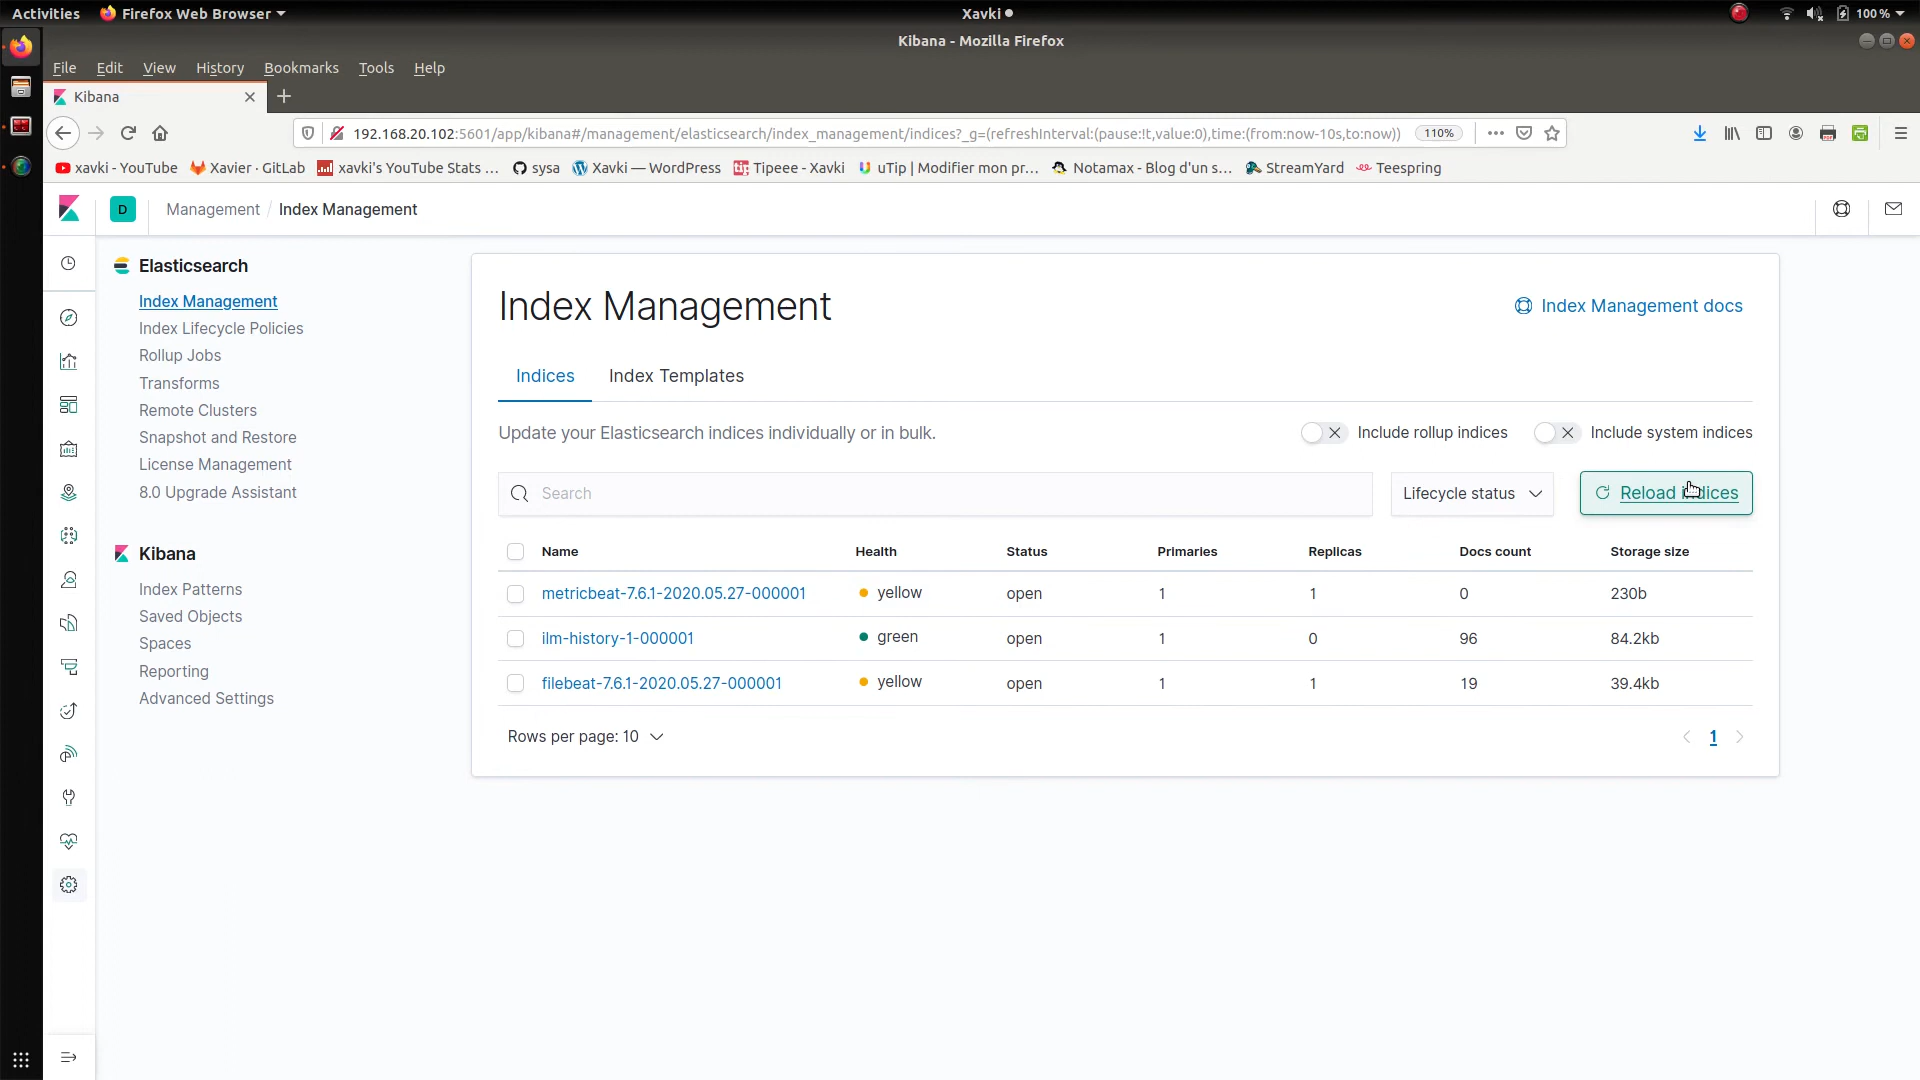 Activities Firefox Web Browser Xavki 100 %
Kibana - Mozilla Firefox
File Edit View History Bookmarks Tools Help
Kibana
192.168.20.102:5601/app/kibana#/management/elasticsearch/index_management/indices?_g=(refreshInterval:(pause:!t,value:0),time:(from:now-10s,to:now)) 110%
xavki - YouTube Xavier · GitLab xavki's YouTube Stats ... sysa Xavki — WordPress Tipeee - Xavki uTip | Modifier mon pr... Notamax - Blog d'un s... StreamYard Teespring
D Management / Index Management
Elasticsearch
Index Management
Index Lifecycle Policies
Rollup Jobs
Transforms
Remote Clusters
Snapshot and Restore
License Management
8.0 Upgrade Assistant
Kibana
Index Patterns
Saved Objects
Spaces
Reporting
Advanced Settings
Index Management
Index Management docs
Indices Index Templates
Update your Elasticsearch indices individually or in bulk. Include rollup indices Include system indices
Search Lifecycle status Reload indices
Name Health Status Primaries Replicas Docs count Storage size
metricbeat-7.6.1-2020.05.27-000001 yellow open 1 1 0 230b
ilm-history-1-000001 green open 1 0 96 84.2kb
filebeat-7.6.1-2020.05.27-000001 yellow open 1 1 19 39.4kb
Rows per page: 10 1